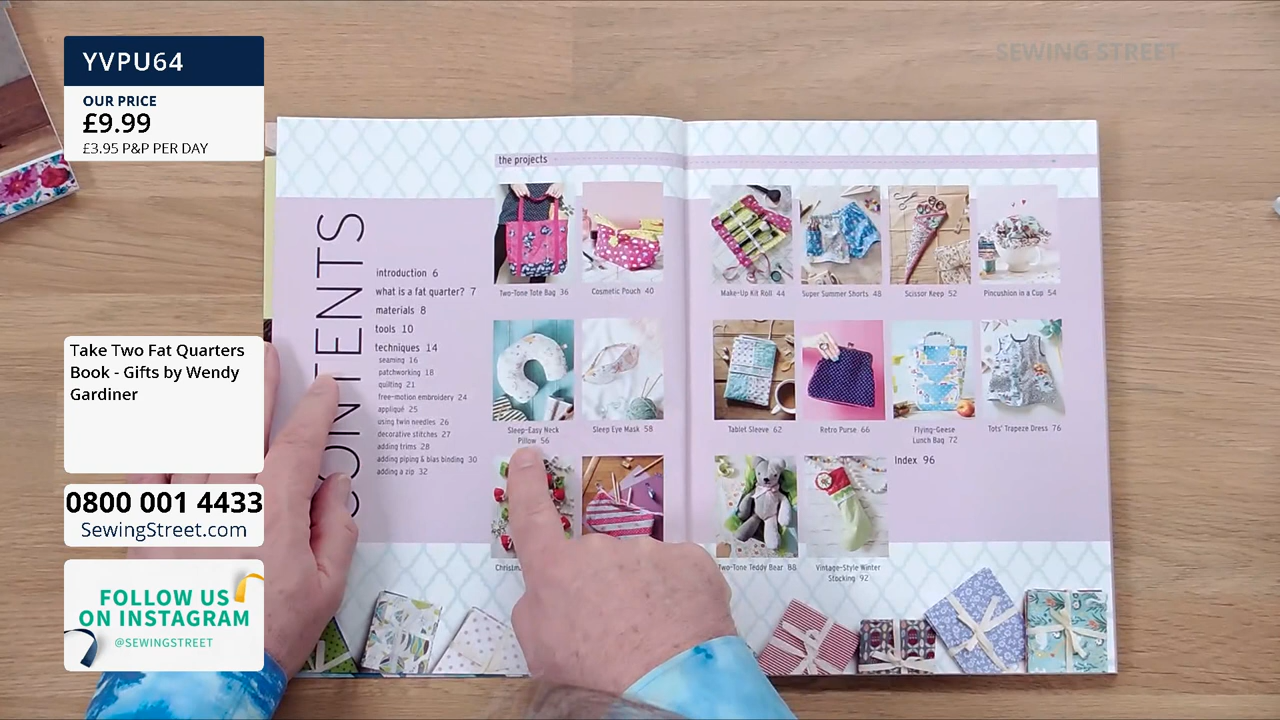 YVPU64
OUR PRICE
£9.99
£3.95 P&P PER DAY
SEWING STREET
Take Two Fat Quarters
Book - Gifts by Wendy
Gardiner
0800 001 4433
SewingStreet.com
FOLLOW US
ON INSTAGRAM
@SEWINGSTREET
CONTENTS
introduction 6
what is a fat quarter? 7
materials 8
tools 10
techniques 14
seaming 16
patchworking 18
quilting 21
free-motion embroidery 24
appliqué 25
using twin needles 26
decorative stitches 27
adding trims 28
adding piping & bias binding 30
adding a zip 32
the projects
Two-Tone Tote Bag 36
Cosmetic Pouch 40
Make-Up Kit Roll 44
Super Summer Shorts 48
Scissor Keep 52
Pincushion in a Cup 54
Sleep-Easy Neck
Pillow 56
Sleep Eye Mask 58
Tablet Sleeve 62
Retro Purse 66
Flying-Geese
Lunch Bag 72
Tots' Trapeze Dress 76
Two-Tone Teddy Bear 88
Vintage-Style Winter
Stocking 92
Index 96